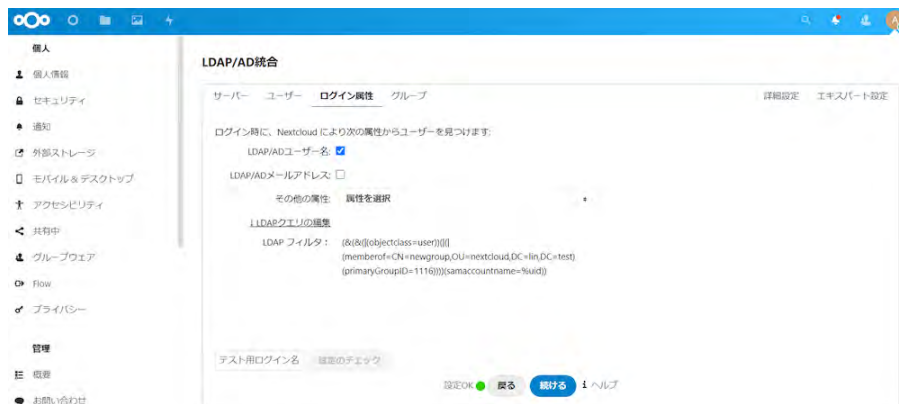 個人
個人情報
セキュリティ
通知
外部ストレージ
モバイル & デスクトップ
アクセシビリティ
共有中
グループウェア
Flow
プライバシー
管理
概要
お問い合わせ
LDAP/AD統合
サーバー ユーザー ログイン属性 グループ 詳細設定 エキスパート設定
ログイン時に、Nextcloud により次の属性からユーザーを見つけます:
LDAP/ADユーザー名:
LDAP/ADメールアドレス:
その他の属性: 属性を選択
↓LDAPクエリの編集
LDAP フィルタ: (&(&(|(objectclass=user))(|(|
(memberof=CN=newgroup,OU=nextcloud,DC=lin,DC=test)
(primaryGroupID=1116))))(samaccountname=%uid))
テスト用ログイン名 設定のチェック
設定OK 戻る 続ける i ヘルプ
A